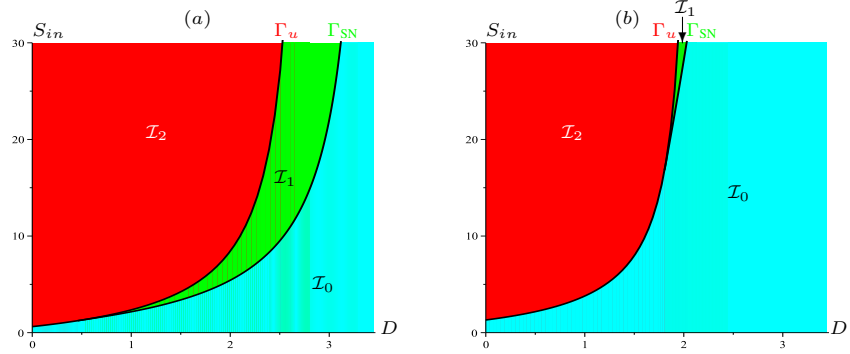 (a)
S_in Γ_u Γ_SN
30
20
10
0
I_2
I_1
I_0
0 1 2 3 D
I_1
(b)
S_in Γ_u Γ_SN
30
20
10
0
I_2
I_0
0 1 2 3 D